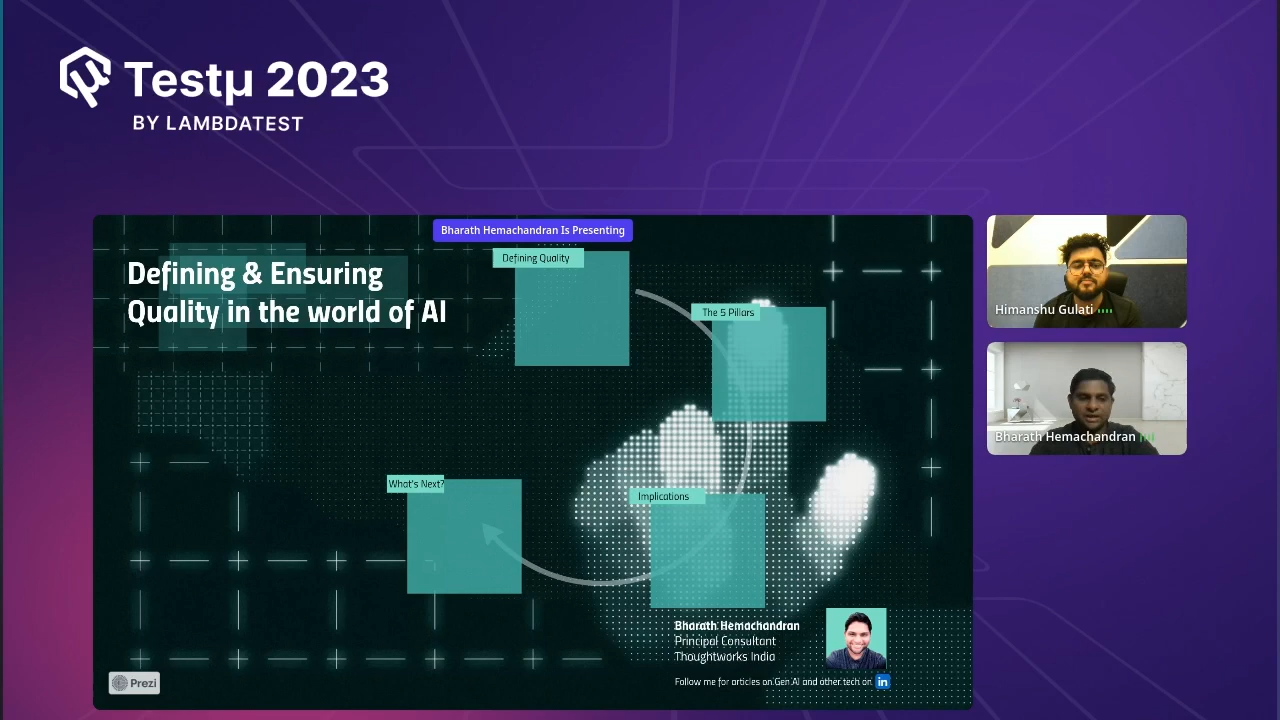 Testμ 2023
BY LAMBDATEST
Bharath Hemachandran Is Presenting
Defining & Ensuring
Quality in the world of AI
Defining Quality
The 5 Pillars
What's Next?
Implications
Bharath Hemachandran
Principal Consultant
Thoughtworks India
Follow me for articles on Gen AI and other tech on in
Prezi
Himanshu Gulati
Bharath Hemachandran